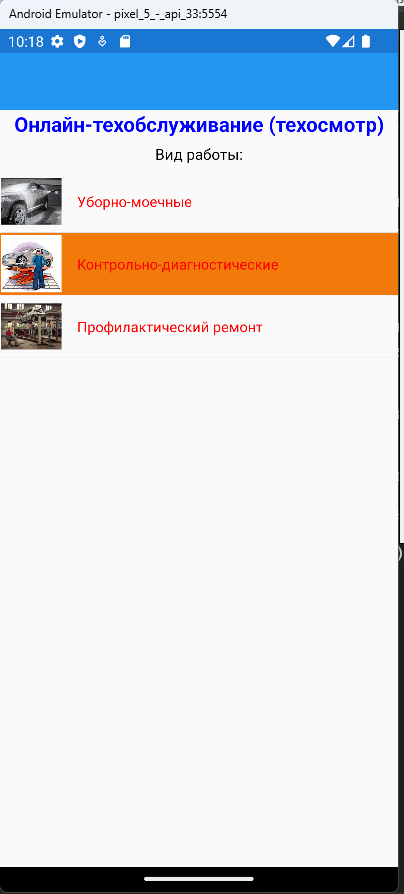 Android Emulator - pixel_5_-_api_33:5554
10:18
Онлайн-техобслуживание (техосмотр)
Вид работы:
Уборно-моечные
Контрольно-диагностические
Профилактический ремонт